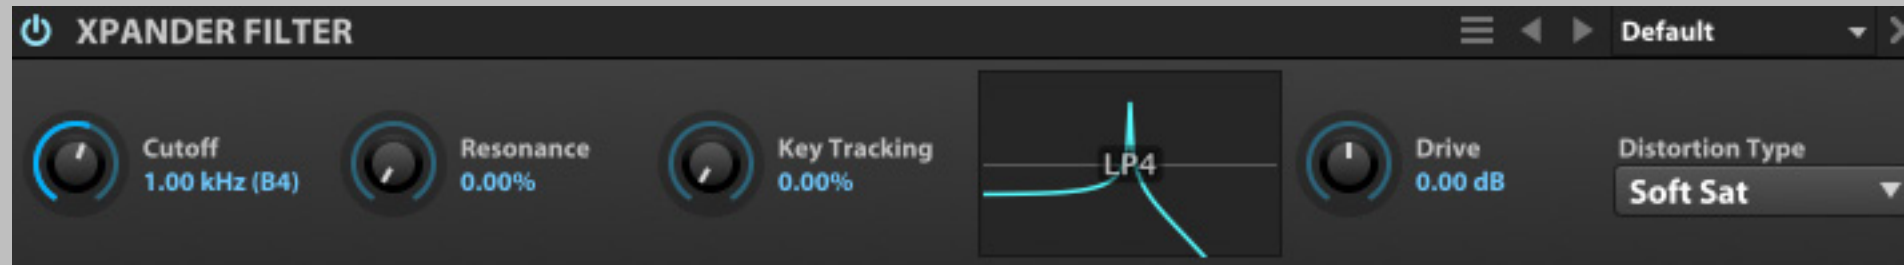 XPANDER FILTER
Default
Cutoff
1.00 kHz (B4)
Resonance
0.00%
Key Tracking
0.00%
LP4
Drive
0.00 dB
Distortion Type
Soft Sat